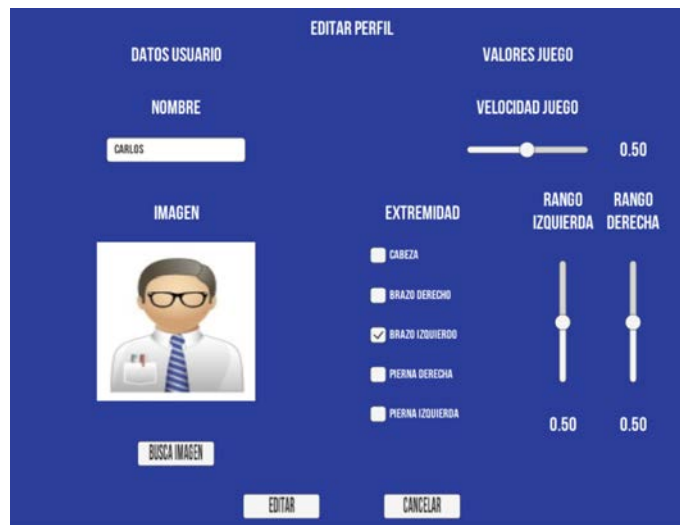 EDITAR PERFIL
DATOS USUARIO
VALORES JUEGO
NOMBRE
CARLOS
VELOCIDAD JUEGO
0.50
IMAGEN
EXTREMIDAD
CABEZA
BRAZO DERECHO
BRAZO IZQUIERDO
PIERNA DERECHA
PIERNA IZQUIERDA
RANGO
IZQUIERDA
0.50
RANGO
DERECHA
0.50
BUSCA IMAGEN
EDITAR
CANCELAR